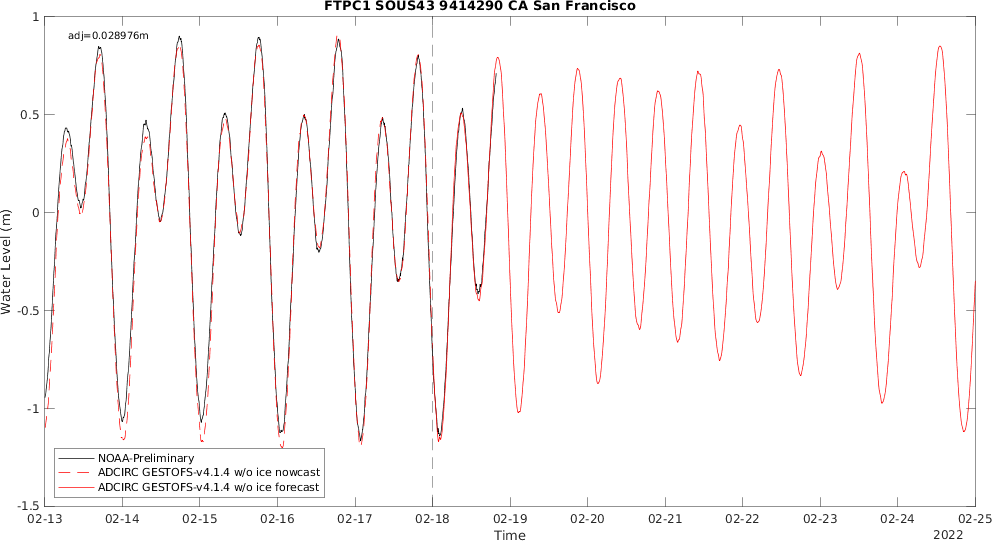 FTPC1 SOUS43 9414290 CA San Francisco
adj=0.028976m
1
0.5
0
-0.5
-1
-1.5
Water Level (m)
NOAA-Preliminary
ADCIRC GESTOFS-v4.1.4 w/o ice nowcast
ADCIRC GESTOFS-v4.1.4 w/o ice forecast
02-13 02-14 02-15 02-16 02-17 02-18 02-19 02-20 02-21 02-22 02-23 02-24 02-25
Time
2022